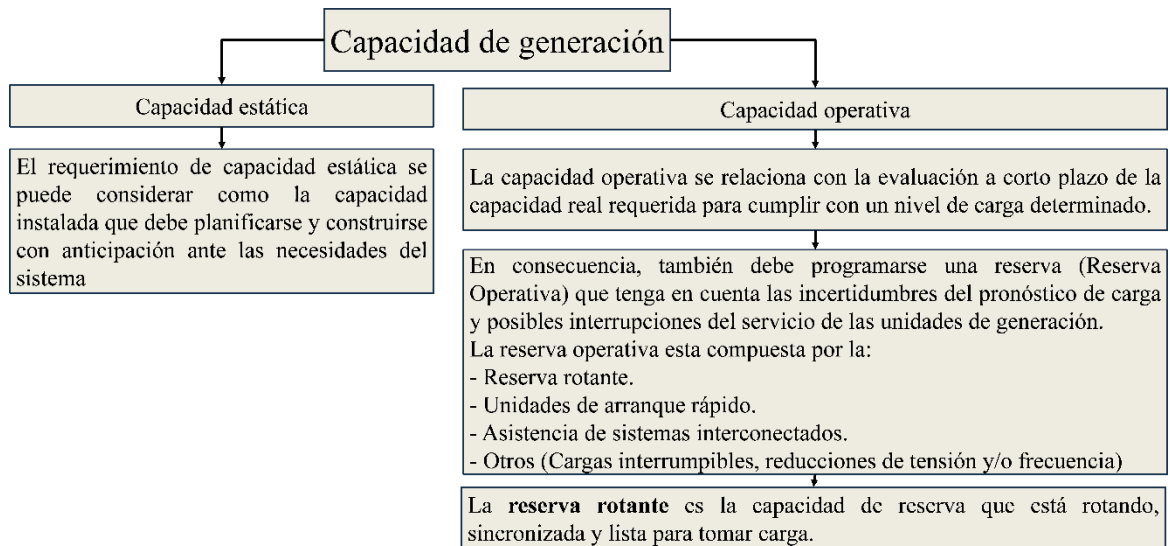 Capacidad de generación
Capacidad estática
El requerimiento de capacidad estática se
puede considerar como la capacidad
instalada que debe planificarse y construirse
con anticipación ante las necesidades del
sistema
Capacidad operativa
La capacidad operativa se relaciona con la evaluación a corto plazo de la
capacidad real requerida para cumplir con un nivel de carga determinado.
En consecuencia, también debe programarse una reserva (Reserva
Operativa) que tenga en cuenta las incertidumbres del pronóstico de carga
y posibles interrupciones del servicio de las unidades de generación.
La reserva operativa esta compuesta por la:
- Reserva rotante.
- Unidades de arranque rápido.
- Asistencia de sistemas interconectados.
- Otros (Cargas interrumpibles, reducciones de tensión y/o frecuencia)
La reserva rotante es la capacidad de reserva que está rotando,
sincronizada y lista para tomar carga.